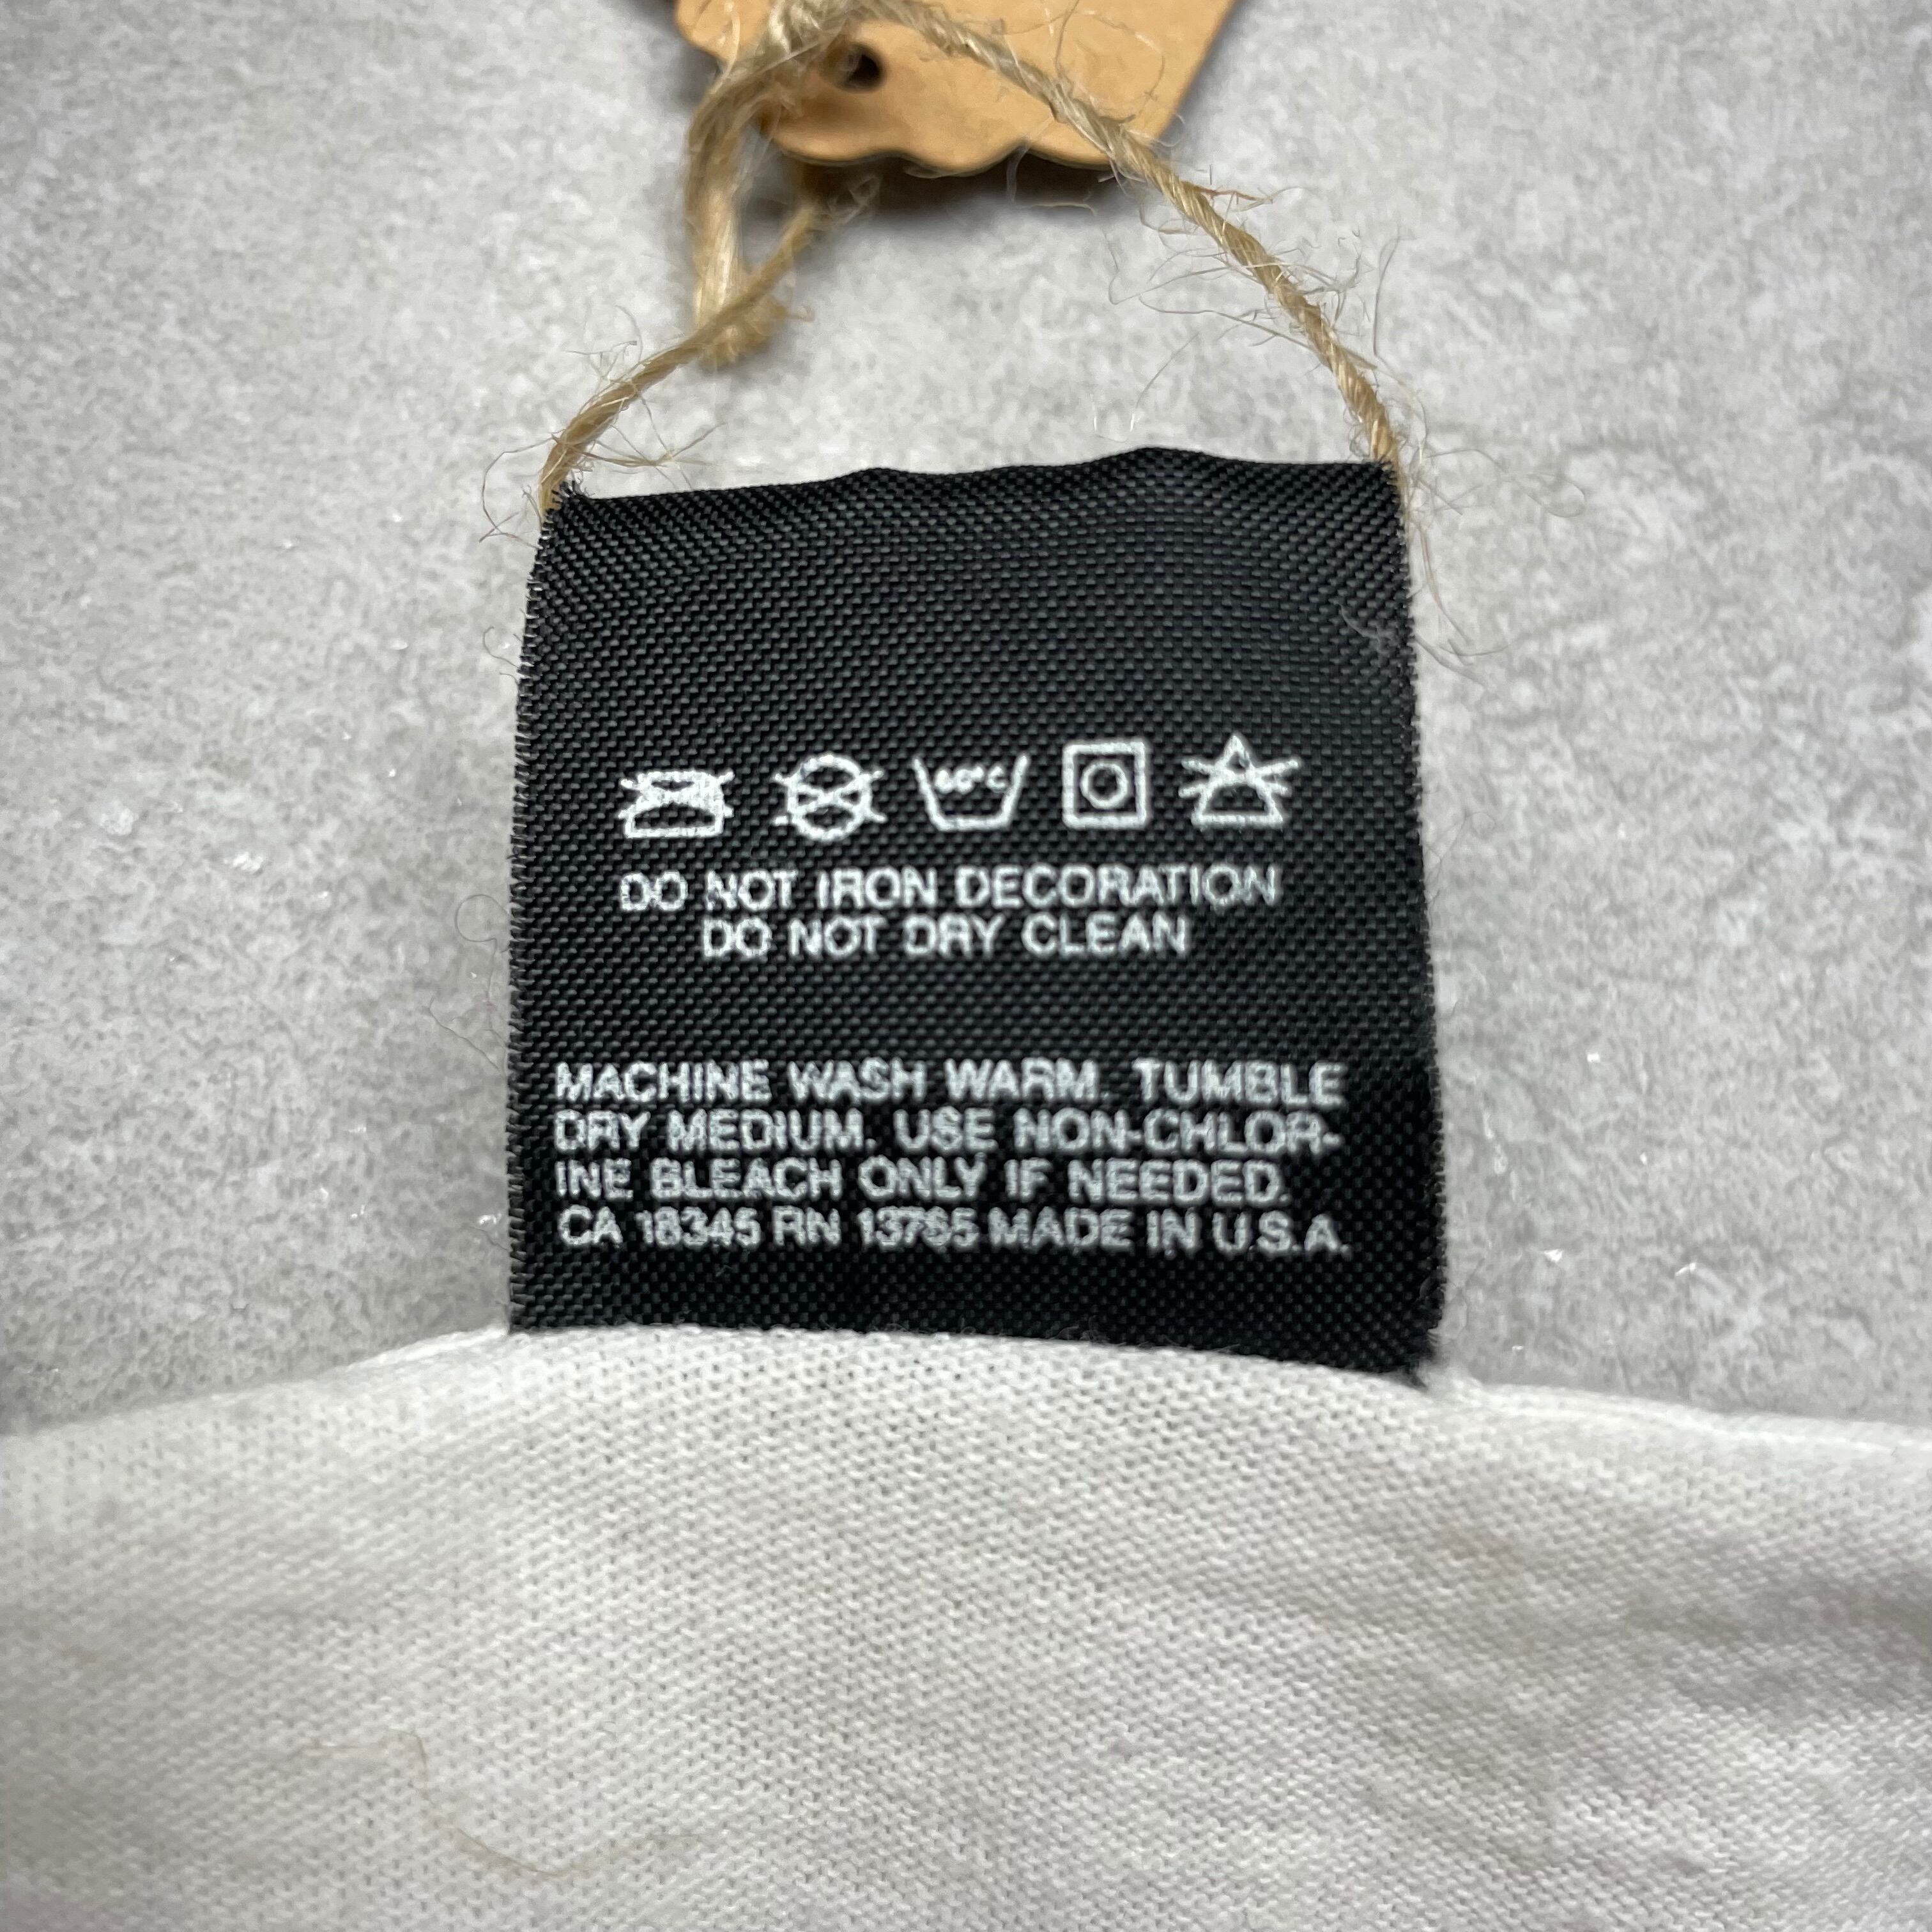 60°C
DO NOT IRON DECORATION
DO NOT DRY CLEAN
MACHINE WASH WARM. TUMBLE
DRY MEDIUM. USE NON-CHLOR-
INE BLEACH ONLY IF NEEDED.
CA 18345 RN 13765 MADE IN U.S.A.